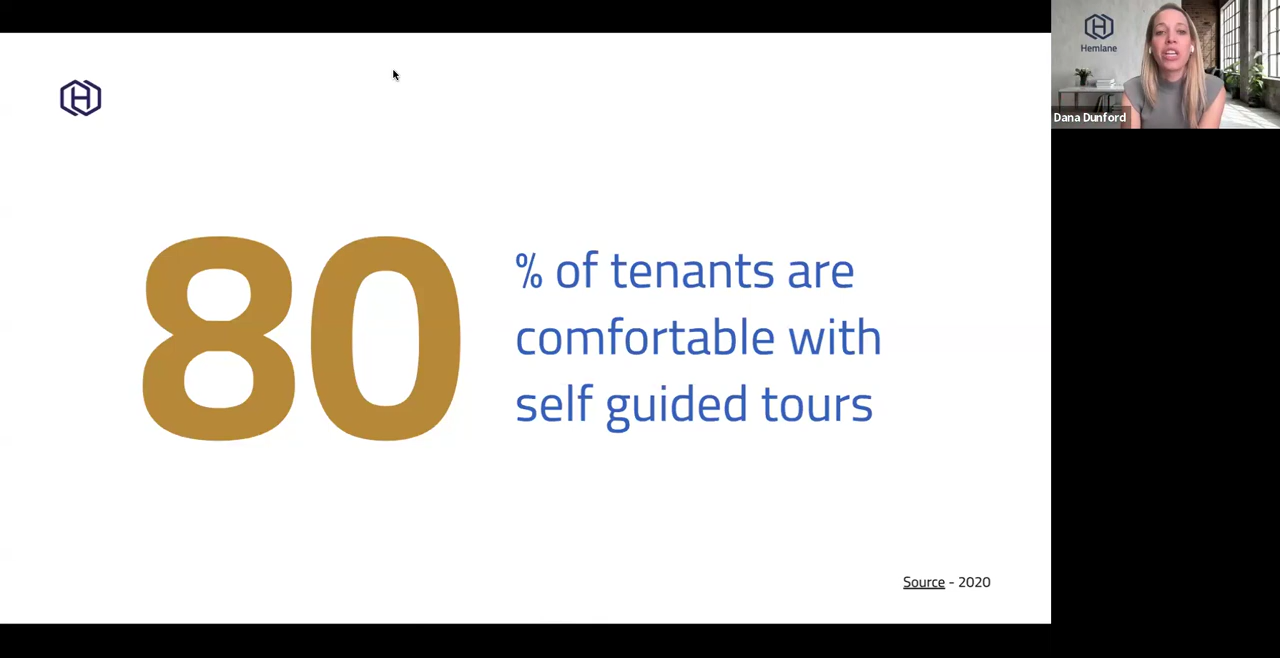 80
% of tenants are
comfortable with
self guided tours
Source - 2020
Hemlane
Dana Dunford